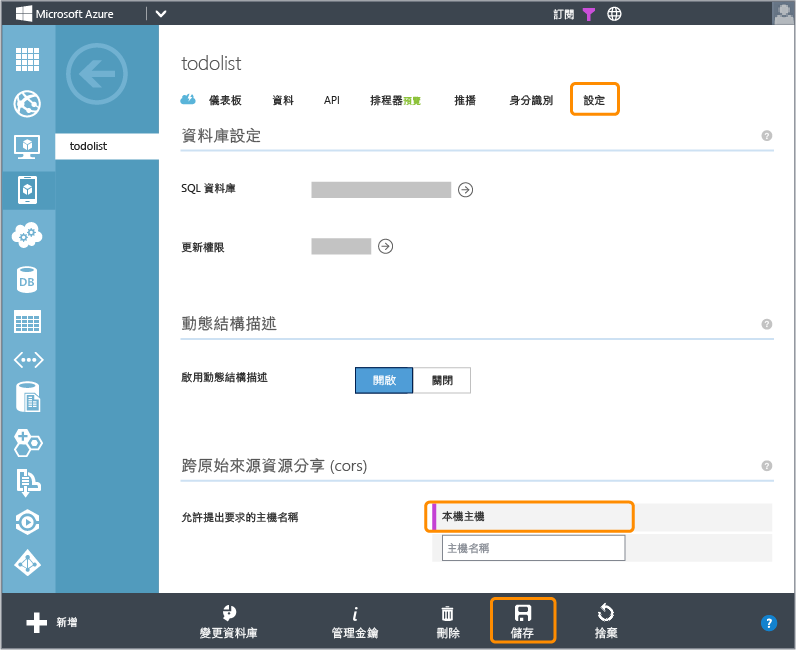 Microsoft Azure
訂閱
todolist
todolist
儀表板 資料 API 排程器預覽 推播 身分識別 設定
資料庫設定 ?
SQL 資料庫
更新權限
動態結構描述 ?
啟用動態結構描述 開啟 關閉
跨原始來源資源分享 (cors) ?
允許提出要求的主機名稱 本機主機
主機名稱
DB
新增 變更資料庫 管理金鑰 刪除 儲存 捨棄 ?